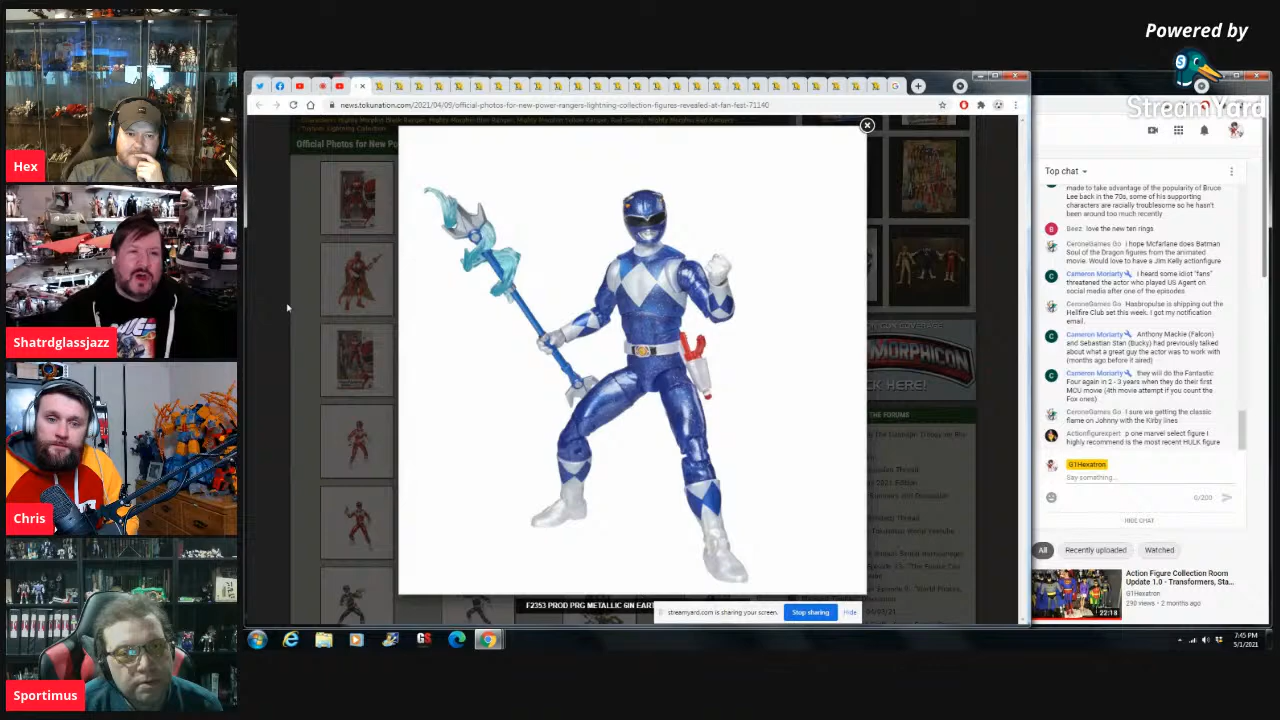 Powered by
StreamYard
Hex
Shatrdglassjazz
Chris
Sportimus
news.tokunation.com/2021/04/09/official-photos-for-new-power-rangers-lightning-collection-figures-revealed-at-fan-fest-71140
Official Photos for New Po
CK HERE!
THE FORUMS
2021 Edition
F2353 PROD PRG METALLIC 6IN EAR
streamyard.com is sharing your screen.
Stop sharing
Hide
Top chat
made to take advantage of the popularity of Bruce
Lee back in the 70s, some of his supporting
characters are racially troublesome so he hasn't
been around too much recently
Beez love the new ten rings
CeroneGames Go i hope Mcfarlane does Batman
Soul of the Dragon figures from the animated
movie. Would love to have a Jim Kelly actionfigure
Cameron Moriarty I heard some idiot "fans"
threatened the actor who played US Agent on
social media after one of the episodes
CeroneGames Go Hasbropulse is shipping out the
Hellfire Club set this week. I got my notification
email.
Cameron Moriarty Anthony Mackie (Falcon)
and Sebastian Stan (Bucky) had previously talked
about what a great guy the actor was to work with
(months ago before it aired)
Cameron Moriarty they will do the Fantastic
Four again in 2 - 3 years when they do their first
MCU movie (4th movie attempt if you count the
Fox ones)
CeroneGames Go I sure ws getting the classic
flame on Johnny with the Kirby lines
Actionfigurexpert p one marvel select figure I
highly recommend is the most recent HULK figure
GTHexatron
Say something...
0/200
HIDE CHAT
All
Recently uploaded
Watched
Action Figure Collection Room
Update 1.0 - Transformers, Sta...
GTHexatron
290 views • 2 months ago
22:18
7:45 PM
5/1/2021